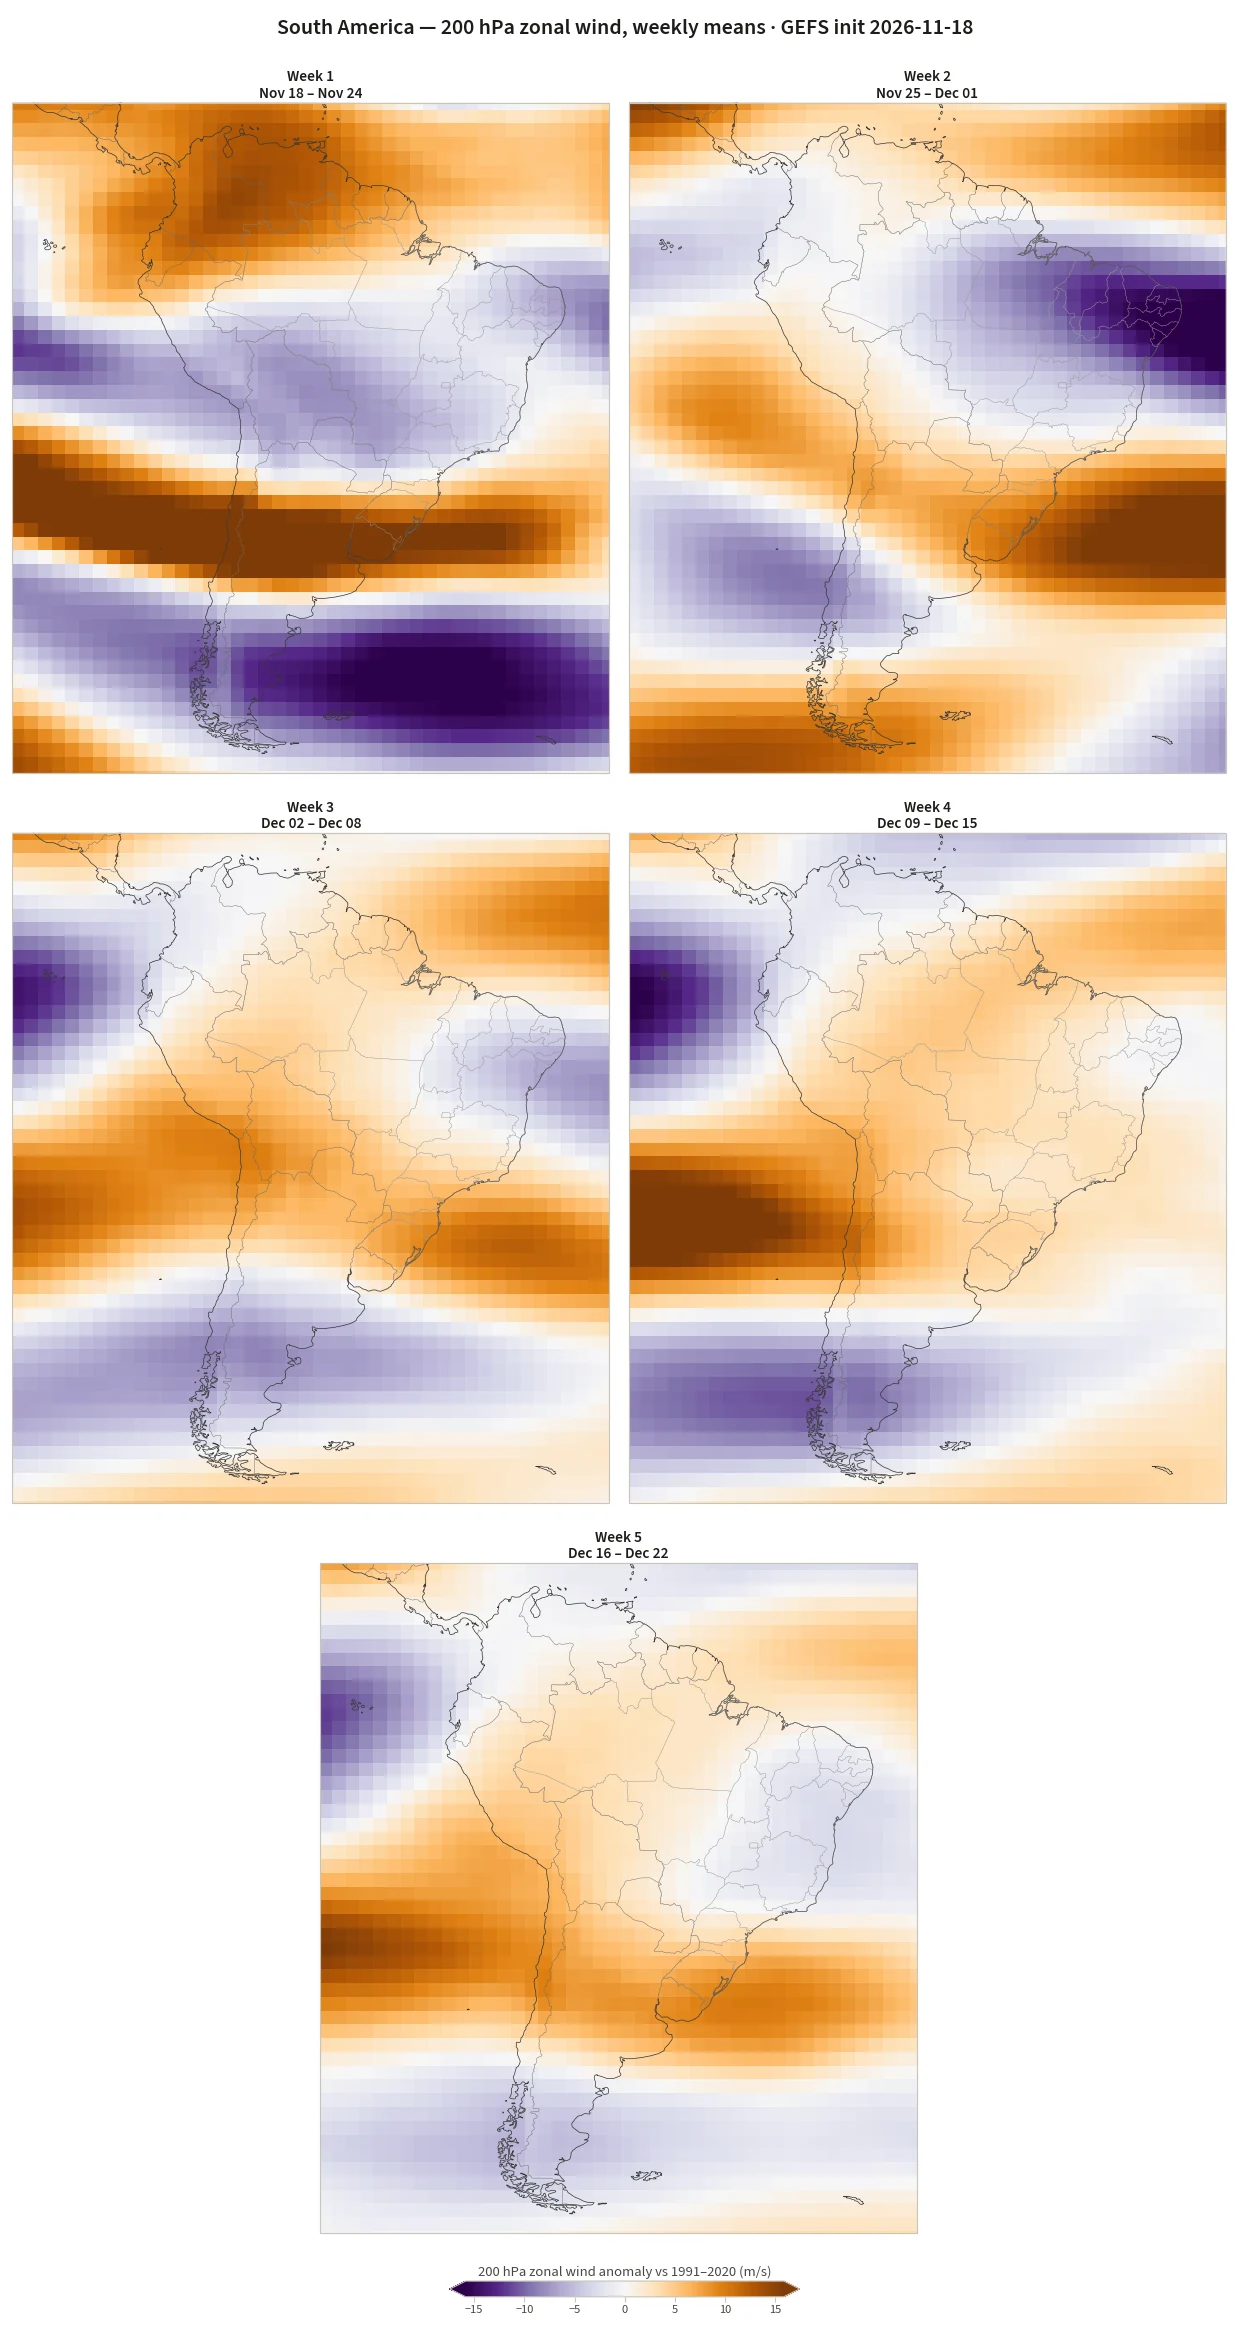 South America — 200 hPa zonal wind, weekly means · GEFS init 2026-11-18
Week 1
Nov 18 – Nov 24
Week 2
Nov 25 – Dec 01
Week 3
Dec 02 – Dec 08
Week 4
Dec 09 – Dec 15
Week 5
Dec 16 – Dec 22
200 hPa zonal wind anomaly vs 1991–2020 (m/s)
−15 −10 −5 0 5 10 15